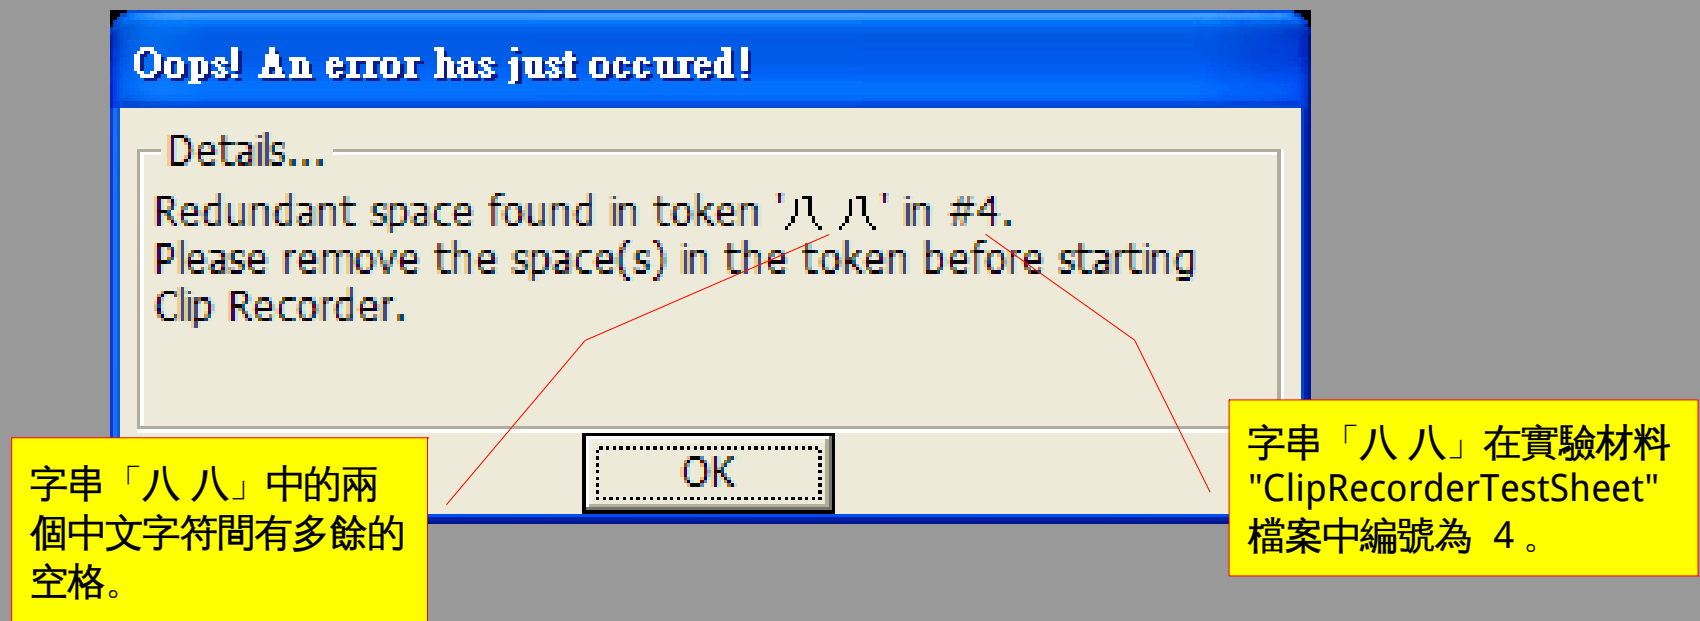 Oops! An error has just occured!
Details...
Redundant space found in token '八 八' in #4.
Please remove the space(s) in the token before starting
Clip Recorder.
OK
字串「八 八」中的兩
個中文字符間有多餘的
空格。
字串「八 八」在實驗材料
"ClipRecorderTestSheet"
檔案中編號為 4。